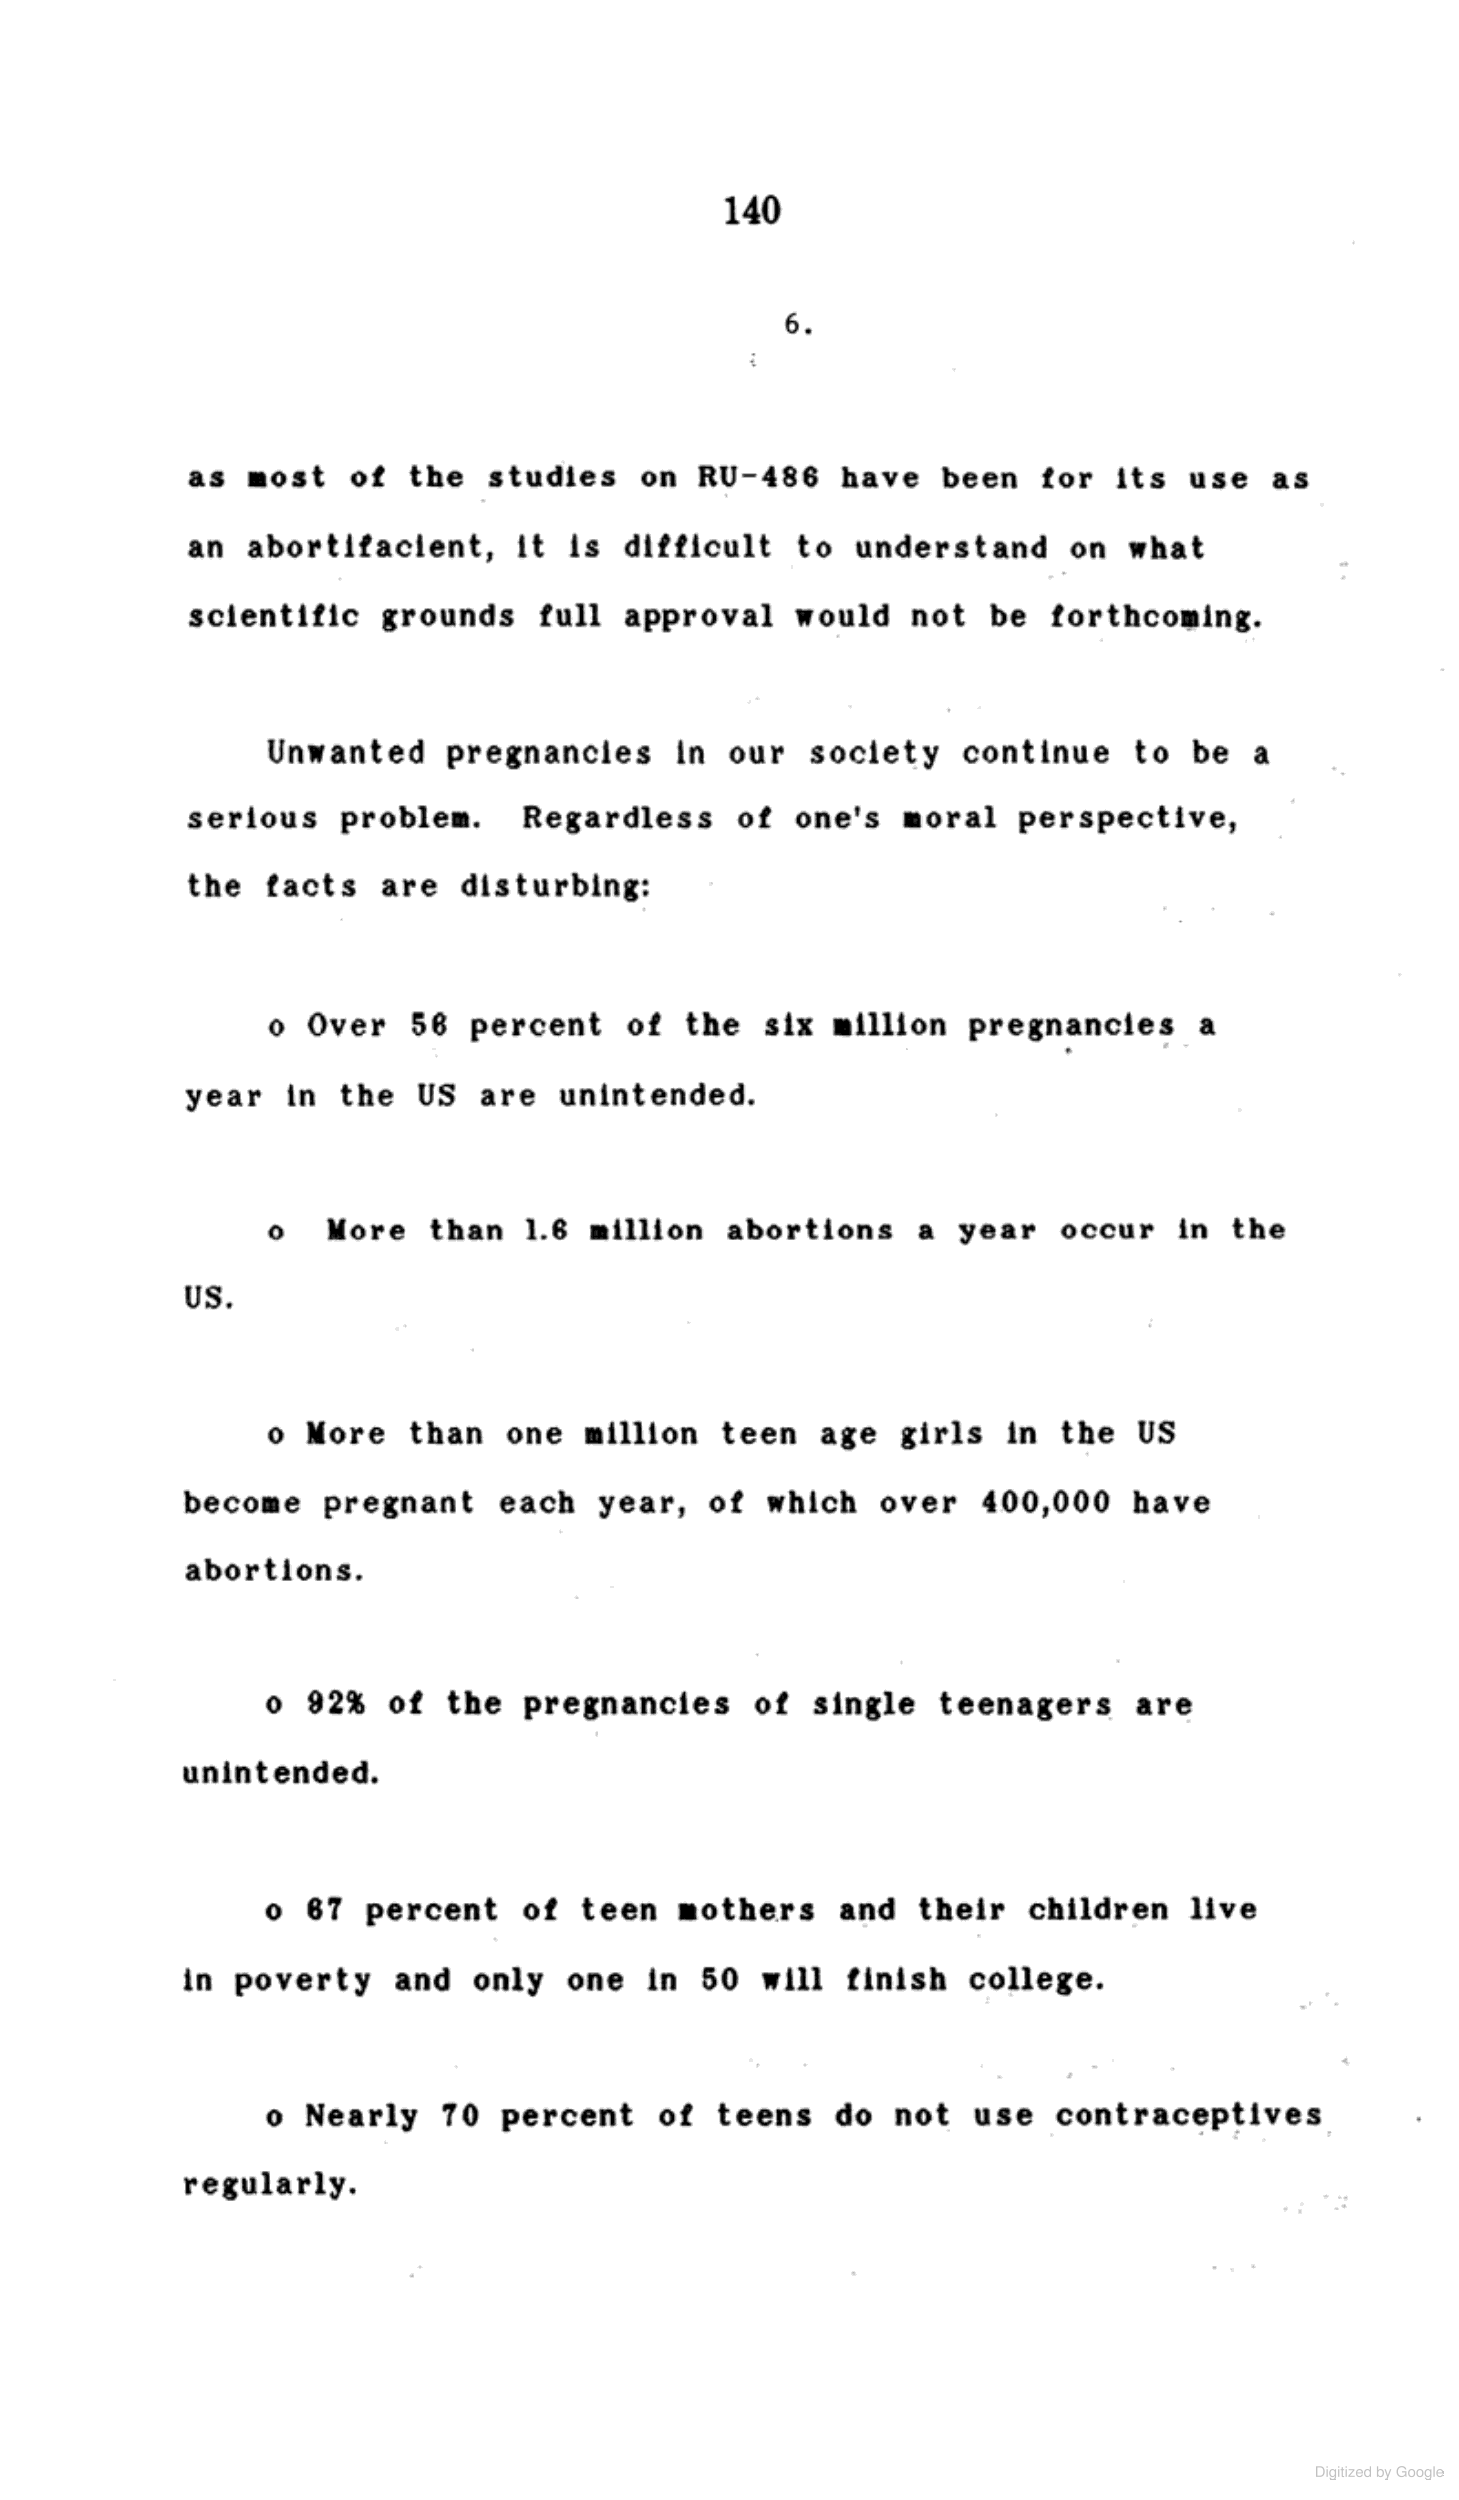 140
6.
as most of the studies on RU-486 have been for its use as
an abortifacient, it is difficult to understand on what
scientific grounds full approval would not be forthcoming.
Unwanted pregnancies in our society continue to be a
serious problem. Regardless of one's moral perspective,
the facts are disturbing:
o Over 56 percent of the six million pregnancies a
year in the US are unintended.
o More than 1.6 million abortions a year occur in the
US.
o More than one million teen age girls in the US
become pregnant each year, of which over 400,000 have
abortions.
o 92% of the pregnancies of single teenagers are
unintended.
o 67 percent of teen mothers and their children live
in poverty and only one in 50 will finish college.
o Nearly 70 percent of teens do not use contraceptives
regularly.
Digitized by Google